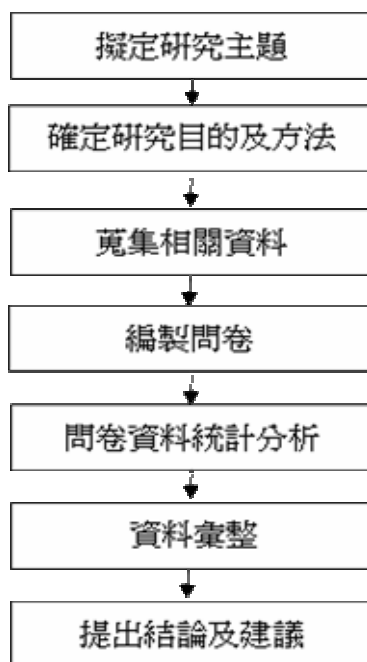 擬定研究主題
確定研究目的及方法
蒐集相關資料
編製問卷
問卷資料統計分析
資料彙整
提出結論及建議